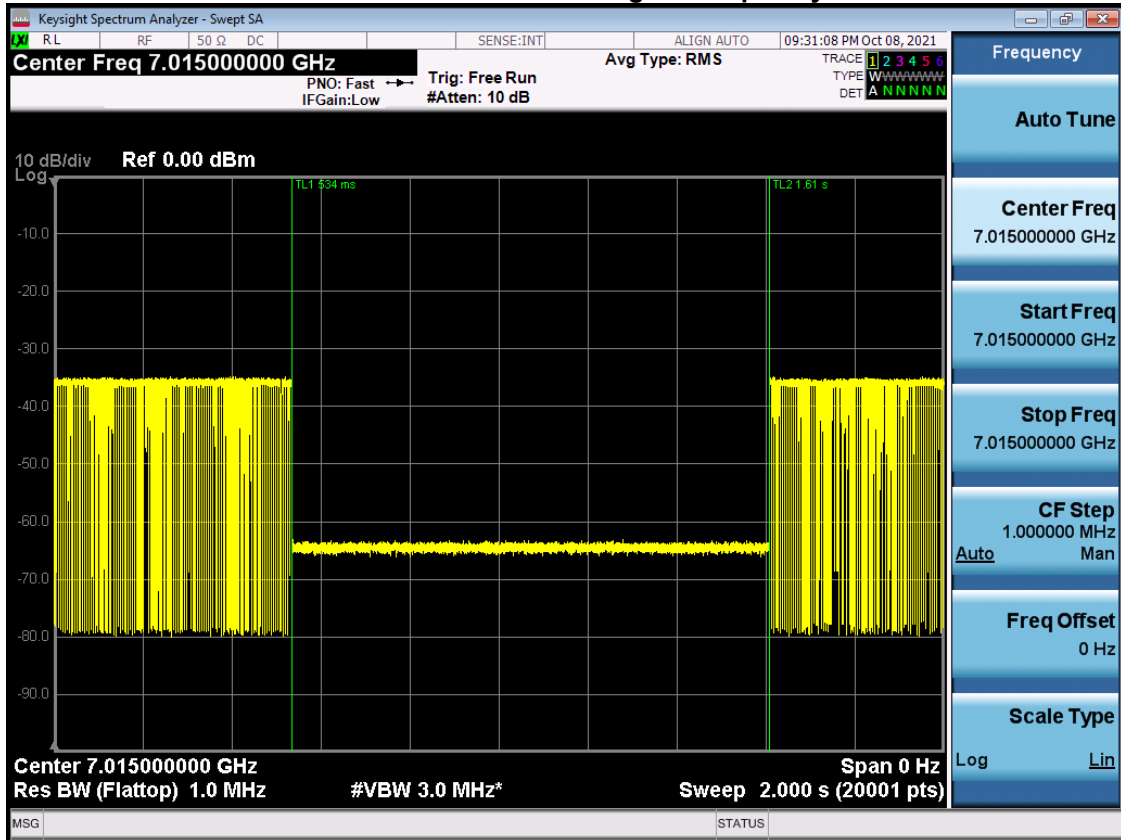 Keysight Spectrum Analyzer - Swept SA
LXI RL RF 50 Ω DC SENSE:INT ALIGN AUTO 09:31:08 PM Oct 08, 2021
Center Freq 7.015000000 GHz
PNO: Fast
IFGain:Low
Trig: Free Run
#Atten: 10 dB
Avg Type: RMS
TRACE 1 2 3 4 5 6
TYPE WWWWWW
DET A N N N N N
10 dB/div Ref 0.00 dBm
Log
TL1 534 ms
TL2 1.61 s
-10.0
-20.0
-30.0
-40.0
-50.0
-60.0
-70.0
-80.0
-90.0
Center 7.015000000 GHz
Span 0 Hz
Res BW (Flattop) 1.0 MHz
#VBW 3.0 MHz*
Sweep 2.000 s (20001 pts)
MSG
STATUS
Frequency
Auto Tune
Center Freq
7.015000000 GHz
Start Freq
7.015000000 GHz
Stop Freq
7.015000000 GHz
CF Step
1.000000 MHz
Auto Man
Freq Offset
0 Hz
Scale Type
Log Lin